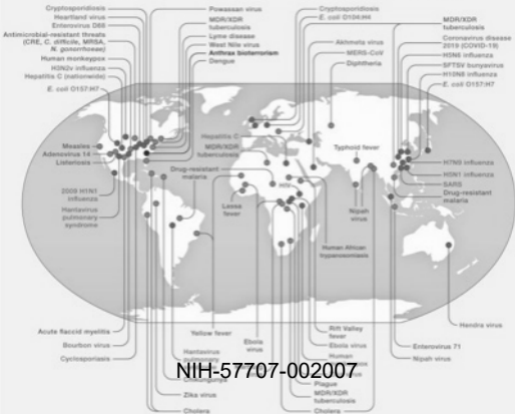 Cryptosporidiosis
Heartland virus
Enterovirus D68
Antimicrobial-resistant threats
(CRE, C. difficile, MRSA,
N. gonorrhoeae)
Human monkeypox
H3N2v influenza
Hepatitis C (nationwide)
E. coli O157:H7
Powassan virus
MDR/XDR
tuberculosis
Lyme disease
West Nile virus
Anthrax bioterrorism
Dengue
Cryptosporidiosis
E. coli O104:H4
Akhmeta virus
MERS-CoV
Diphtheria
MDR/XDR
tuberculosis
Coronavirus disease
2019 (COVID-19)
H5N6 influenza
SFTSV bunyavirus
H10N8 influenza
E. coli O157:H7
Measles
Adenovirus 14
Listeriosis
2009 H1N1
influenza
Hantavirus
pulmonary
syndrome
Hepatitis C
MDR/XDR
tuberculosis
Drug-resistant
malaria
Lassa
fever
HIV
Typhoid fever
Nipah
virus
Human African
trypanosomiasis
H7N9 influenza
H5N1 influenza
SARS
Drug-resistant
malaria
Acute flaccid myelitis
Bourbon virus
Cyclosporiasis
Yellow fever
Hantavirus
pulmonary
Chikungunya
Zika virus
Cholera
Ebola
virus
Rift Valley
fever
Ebola virus
Human
Plague
MDR/XDR
tuberculosis
Cholera
Hendra virus
Enterovirus 71
Nipah virus
NIH-57707-002007